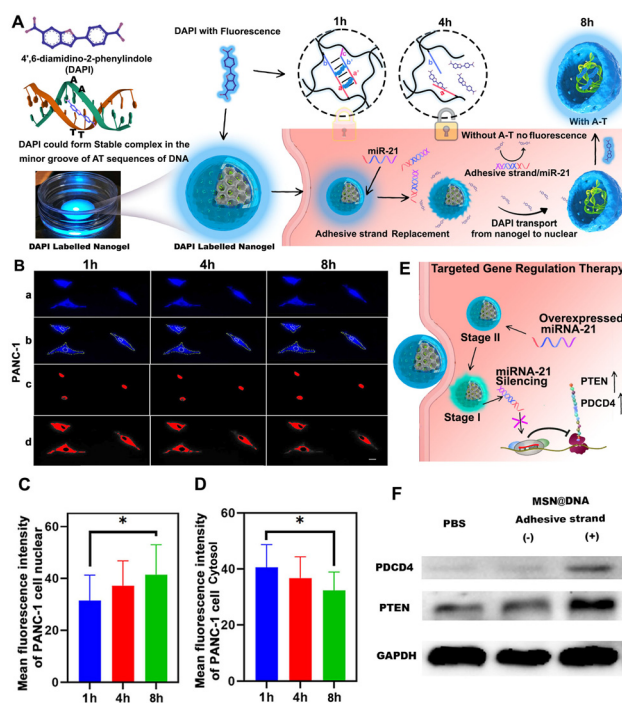 A
4',6-diamidino-2-phenylindole
(DAPI)
A
A
T
T
DAPI could form Stable complex in the
minor groove of AT sequences of DNA
DAPI Labelled Nanogel
DAPI with Fluorescence
DAPI Labelled Nanogel
1h
4h
8h
c
b
b'
a
a'
b
a
With A-T
miR-21
Without A-T no fluorescence
Adhesive strand/miR-21
Adhesive strand Replacement
DAPI transport
from nanogel to nuclear
B
1h
4h
8h
PANC-1
a
b
c
d
C
Mean fluorescence intensity
of PANC-1 cell nuclear
60
40
20
0
*
1h
4h
8h
D
Mean fluorescence intensity
of PANC-1 cell Cytosol
60
40
20
0
*
1h
4h
8h
E
Targeted Gene Regulation Therapy
Stage II
Overexpressed
miRNA-21
Stage I
miRNA-21
Silencing
PTEN
PDCD4
F
PBS
MSN@DNA
Adhesive strand
(-)
(+)
PDCD4
PTEN
GAPDH